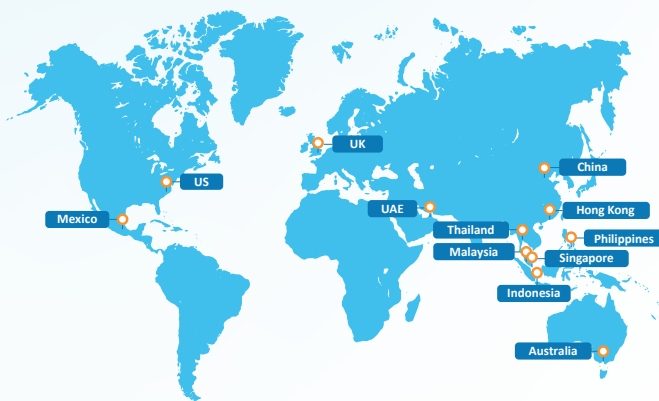 UK
China
US
UAE
Hong Kong
Mexico
Thailand
Philippines
Malaysia
Singapore
Indonesia
Australia